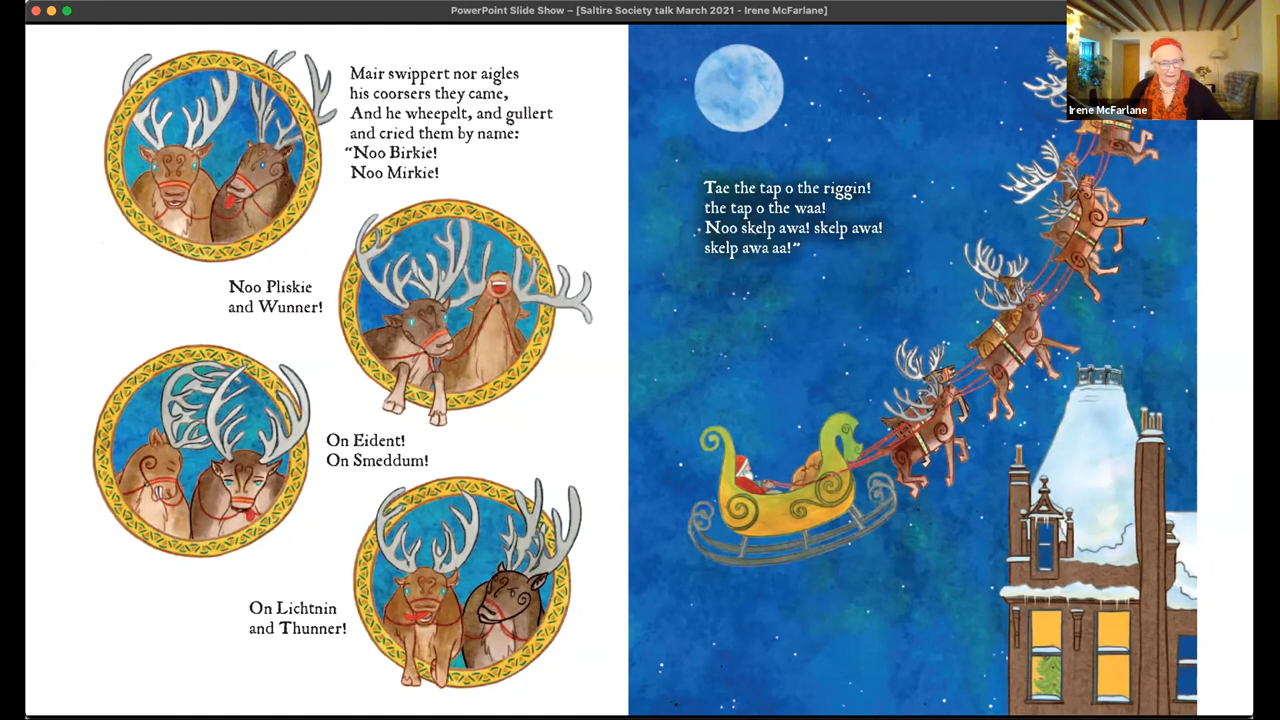 PowerPoint Slide Show – [Saltire Society talk March 2021 - Irene McFarlane]
Mair swippert nor aigles
his coorsers they came,
And he wheepelt, and gullert
and cried them by name:
“Noo Birkie!
Noo Mirkie!
Noo Pliskie
and Wunner!
On Eident!
On Smeddum!
On Lichtnin
and Thunner!
Tae the tap o the riggin!
the tap o the waa!
Noo skelp awa! skelp awa!
skelp awa aa!”
Irene McFarlane